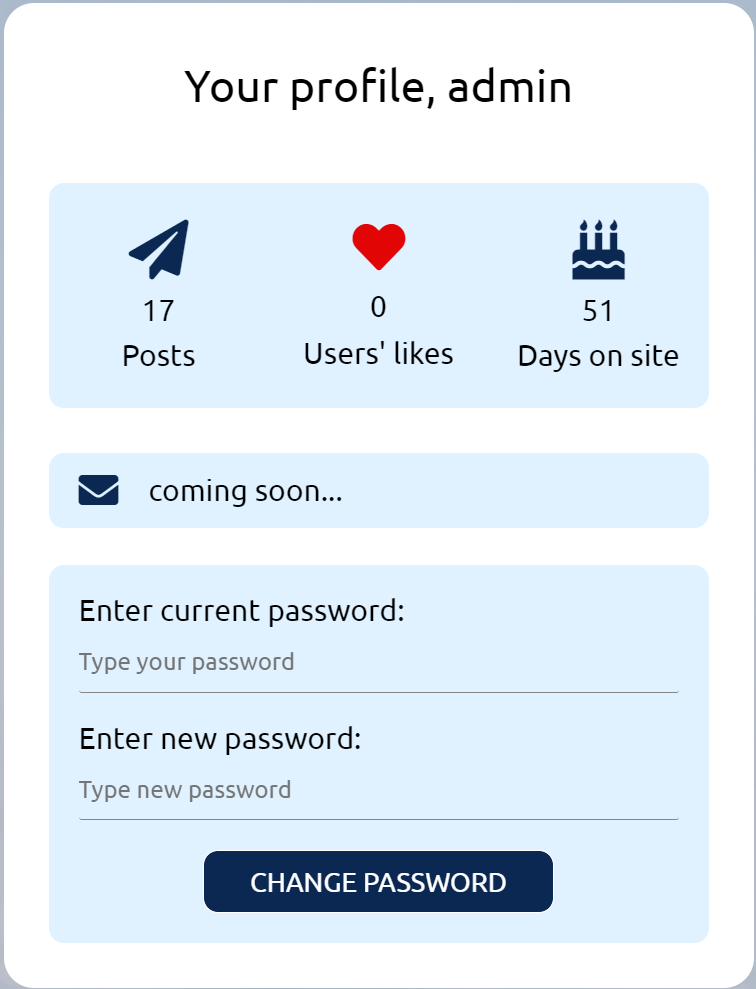 Your profile, admin
17
0
51
Posts
Users' likes
Days on site
coming soon...
Enter current password:
Type your password
Enter new password:
Type new password
CHANGE PASSWORD